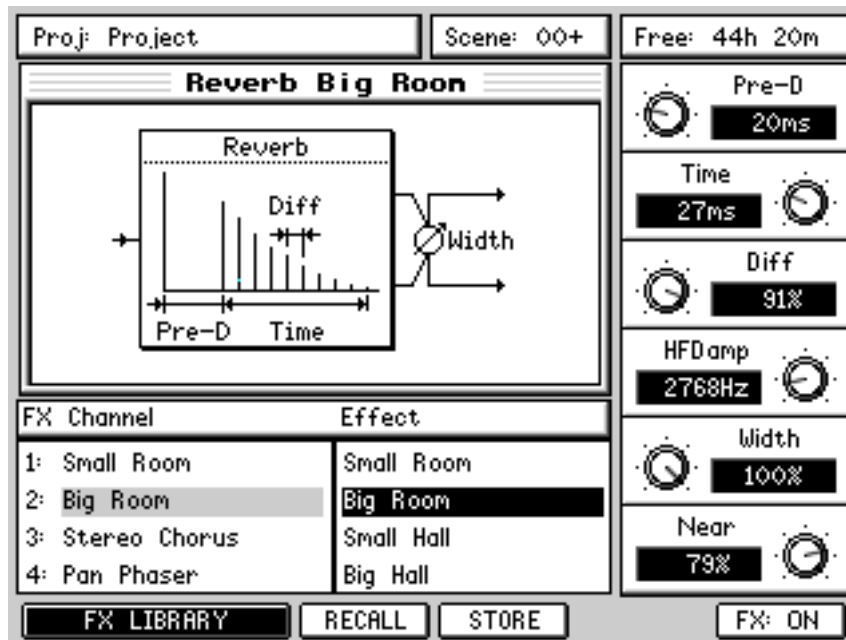 Proj: Project
Scene: 00+
Free: 44h 20m
Reverb Big Room
Reverb
Diff
Width
Pre-D
Time
Pre-D
20ms
Time
27ms
Diff
91%
HFDamp
2768Hz
Width
100%
Near
79%
FX Channel
Effect
1: Small Room
Small Room
2: Big Room
Big Room
3: Stereo Chorus
Small Hall
4: Pan Phaser
Big Hall
FX LIBRARY
RECALL
STORE
FX: ON